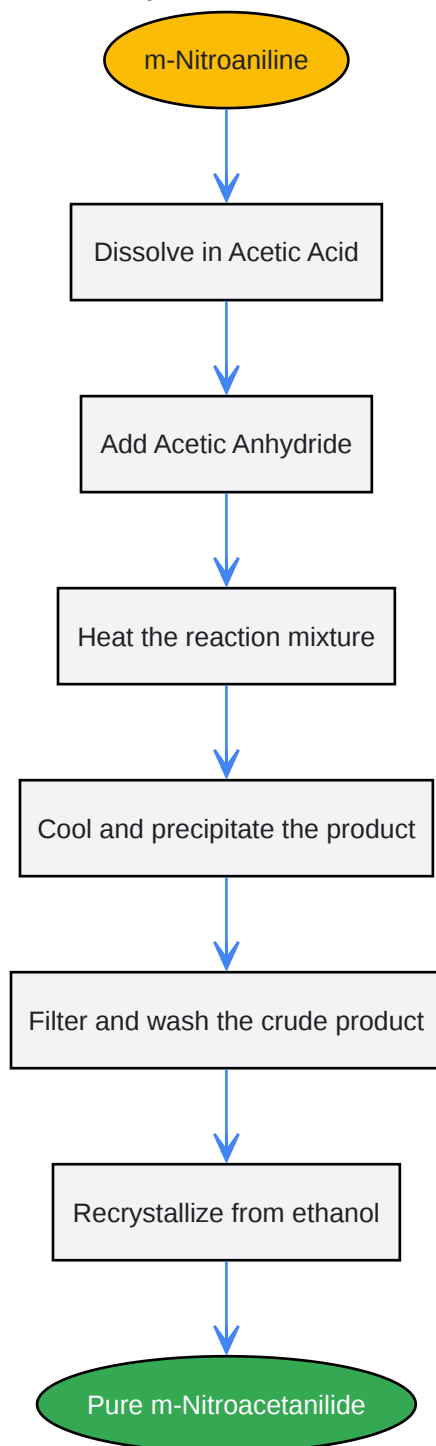 m-Nitroaniline
Dissolve in Acetic Acid
Add Acetic Anhydride
Heat the reaction mixture
Cool and precipitate the product
Filter and wash the crude product
Recrystallize from ethanol
Pure m-Nitroacetanilide